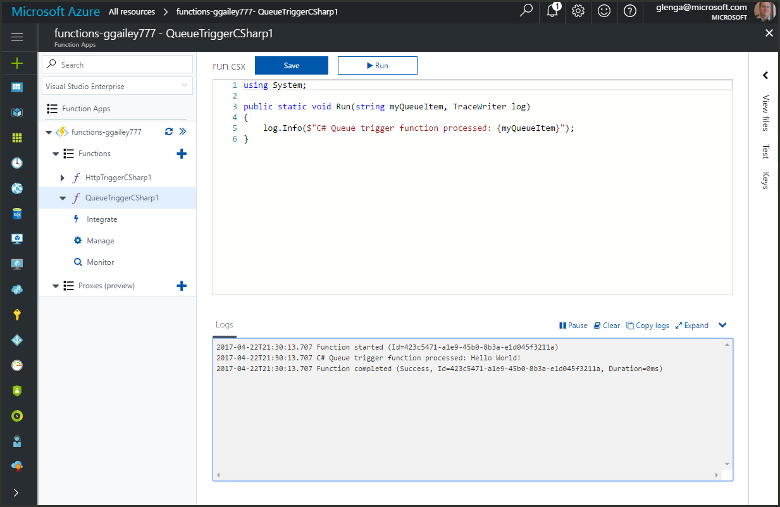 Microsoft Azure All resources > functions-ggailey777- QueueTriggerCSharp1
1
glenga@microsoft.com
MICROSOFT
functions-ggailey777 - QueueTriggerCSharp1
Function Apps
Search
Visual Studio Enterprise
Function Apps
functions-ggailey777
Functions
HttpTriggerCSharp1
QueueTriggerCSharp1
Integrate
Manage
Monitor
Proxies (preview)
run.csx Save Run
1 using System;
2
3 public static void Run(string myQueueItem, TraceWriter log)
4 {
5 log.Info($"C# Queue trigger function processed: {myQueueItem}");
6 }
View files
Test
Keys
Logs Pause Clear Copy logs Expand
2017-04-22T21:30:13.707 Function started (Id=423c5471-a1e9-45b0-8b3a-e1d045f3211a)
2017-04-22T21:30:13.707 C# Queue trigger function processed: Hello World!
2017-04-22T21:30:13.707 Function completed (Success, Id=423c5471-a1e9-45b0-8b3a-e1d045f3211a, Duration=0ms)